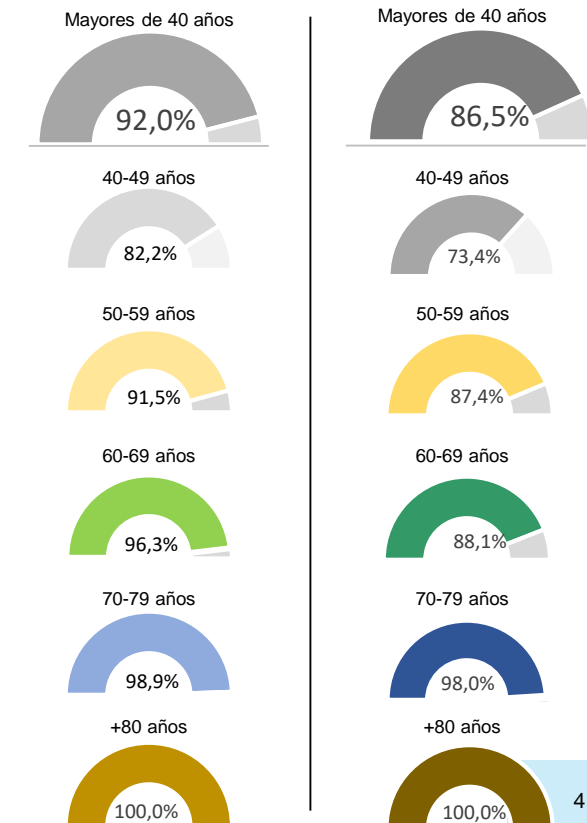 Mayores de 40 años
92,0%
40-49 años
82,2%
50-59 años
91,5%
60-69 años
96,3%
70-79 años
98,9%
+80 años
100,0%
Mayores de 40 años
86,5%
40-49 años
73,4%
50-59 años
87,4%
60-69 años
88,1%
70-79 años
98,0%
+80 años
100,0%
4